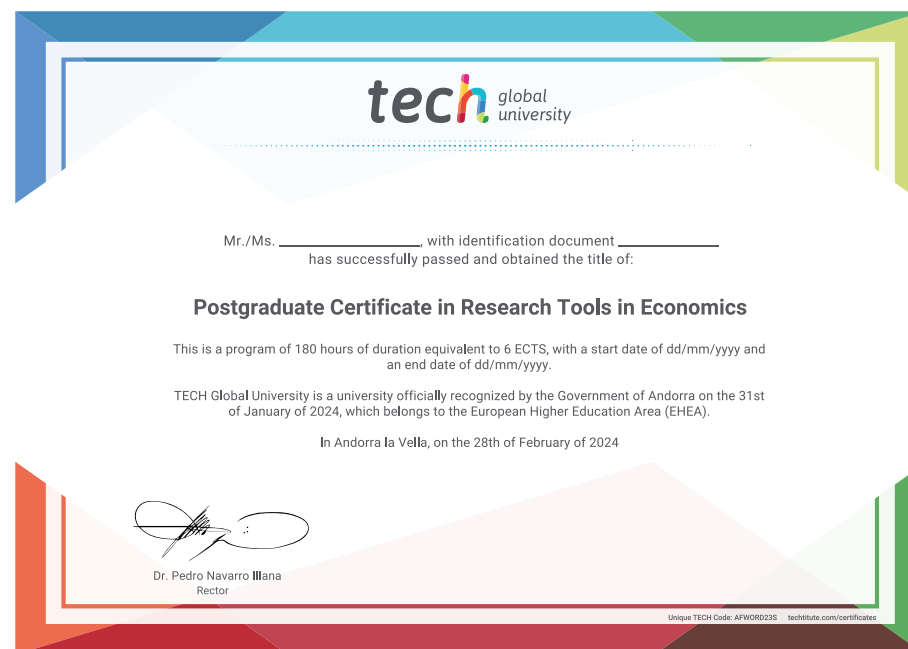 tech global
university
Mr./Ms. ____________, with identification document ____________
has successfully passed and obtained the title of:
Postgraduate Certificate in Research Tools in Economics
This is a program of 180 hours of duration equivalent to 6 ECTS, with a start date of dd/mm/yyyy and
an end date of dd/mm/yyyy.
TECH Global University is a university officially recognized by the Government of Andorra on the 31st
of January of 2024, which belongs to the European Higher Education Area (EHEA).
In Andorra la Vella, on the 28th of February of 2024
Dr. Pedro Navarro Illana
Rector
Unique TECH Code: AFWORD23S techtitute.com/certificates